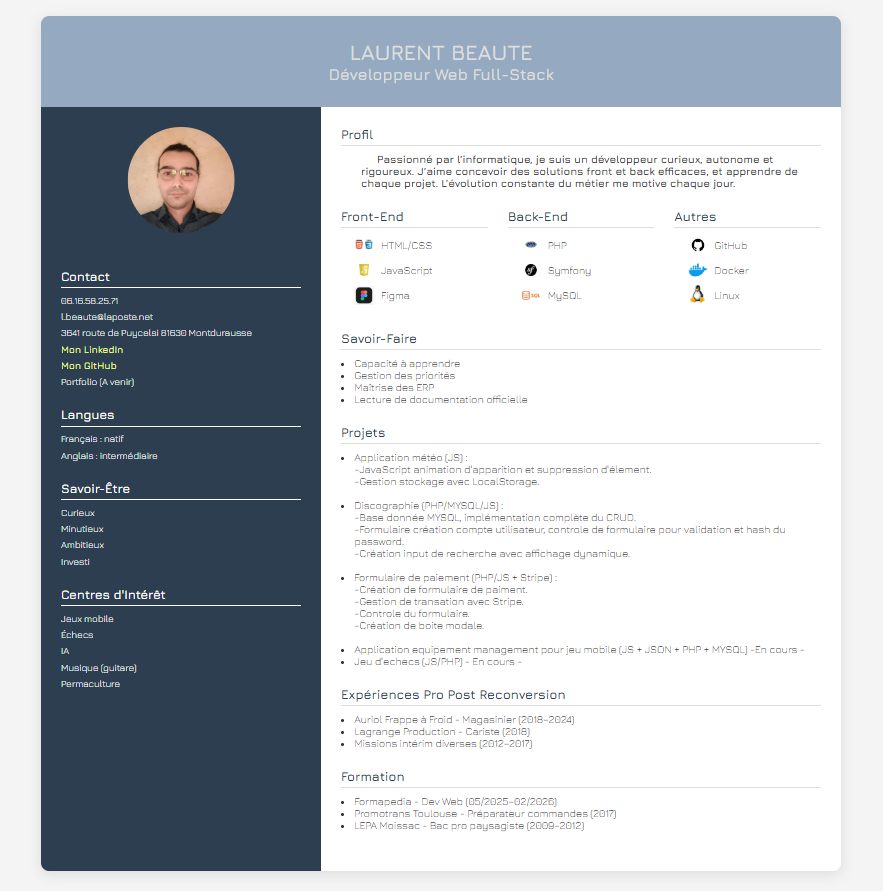 LAURENT BEAUTE
Développeur Web Full-Stack
Contact
06.16.58.25.71
l.beaute@laposte.net
3641 route de Puycelsi 81630 Montdurausse
Mon LinkedIn
Mon GitHub
Portfolio (A venir)
Langues
Français : natif
Anglais : intermédiaire
Savoir-Être
Curieux
Minutieux
Ambitieux
Investi
Centres d'Intérêt
Jeux mobile
Échecs
IA
Musique (guitare)
Permaculture
Profil
Passionné par l'informatique, je suis un développeur curieux, autonome et
rigoureux. J'aime concevoir des solutions front et back efficaces, et apprendre de
chaque projet. L'évolution constante du métier me motive chaque jour.
Front-End
HTML/CSS
JavaScript
Figma
Back-End
PHP
Symfony
MySQL
Autres
GitHub
Docker
Linux
Savoir-Faire
• Capacité à apprendre
• Gestion des priorités
• Maîtrise des ERP
• Lecture de documentation officielle
Projets
• Application météo (JS) :
-JavaScript animation d'apparition et suppression d'élement.
-Gestion stockage avec LocalStorage.
• Discographie (PHP/MYSQL/JS) :
-Base donnée MYSQL, implémentation complète du CRUD.
-Formulaire création compte utilisateur, controle de formulaire pour validation et hash du
password.
-Création input de recherche avec affichage dynamique.
• Formulaire de paiement (PHP/JS + Stripe) :
-Création de formulaire de paiment.
-Gestion de transation avec Stripe.
-Controle du formulaire.
-Création de boite modale.
• Application equipement management pour jeu mobile (JS + JSON + PHP + MYSQL) -En cours -
• Jeu d'echecs (JS/PHP) - En cours -
Expériences Pro Post Reconversion
• Auriol Frappe à Froid - Magasinier (2018-2024)
• Lagrange Production - Cariste (2018)
• Missions intérim diverses (2012-2017)
Formation
• Formapedia - Dev Web (05/2025-02/2026)
• Promotrans Toulouse - Préparateur commandes (2017)
• LEPA Moissac - Bac pro paysagiste (2009-2012)